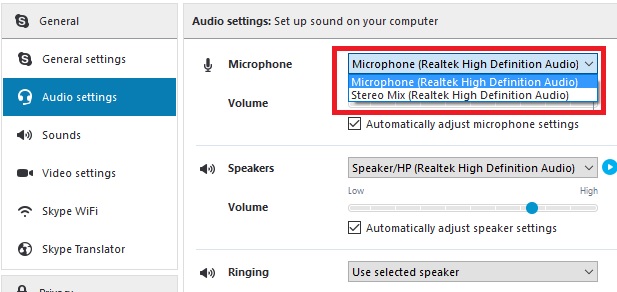 General
General settings
Audio settings
Sounds
Video settings
Skype WiFi
Skype Translator
Audio settings: Set up sound on your computer
Microphone
Microphone (Realtek High Definition Audio)
Microphone (Realtek High Definition Audio)
Stereo Mix (Realtek High Definition Audio)
Volume
Automatically adjust microphone settings
Speakers
Speaker/HP (Realtek High Definition Audio)
Low High
Volume
Automatically adjust speaker settings
Ringing
Use selected speaker
Privacy